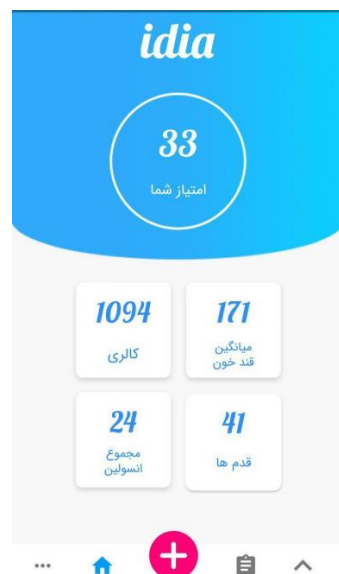 idia
33
امتیاز شما
171
میانگین
قند خون
1094
کالری
41
قدم ها
24
مجموع
انسولین